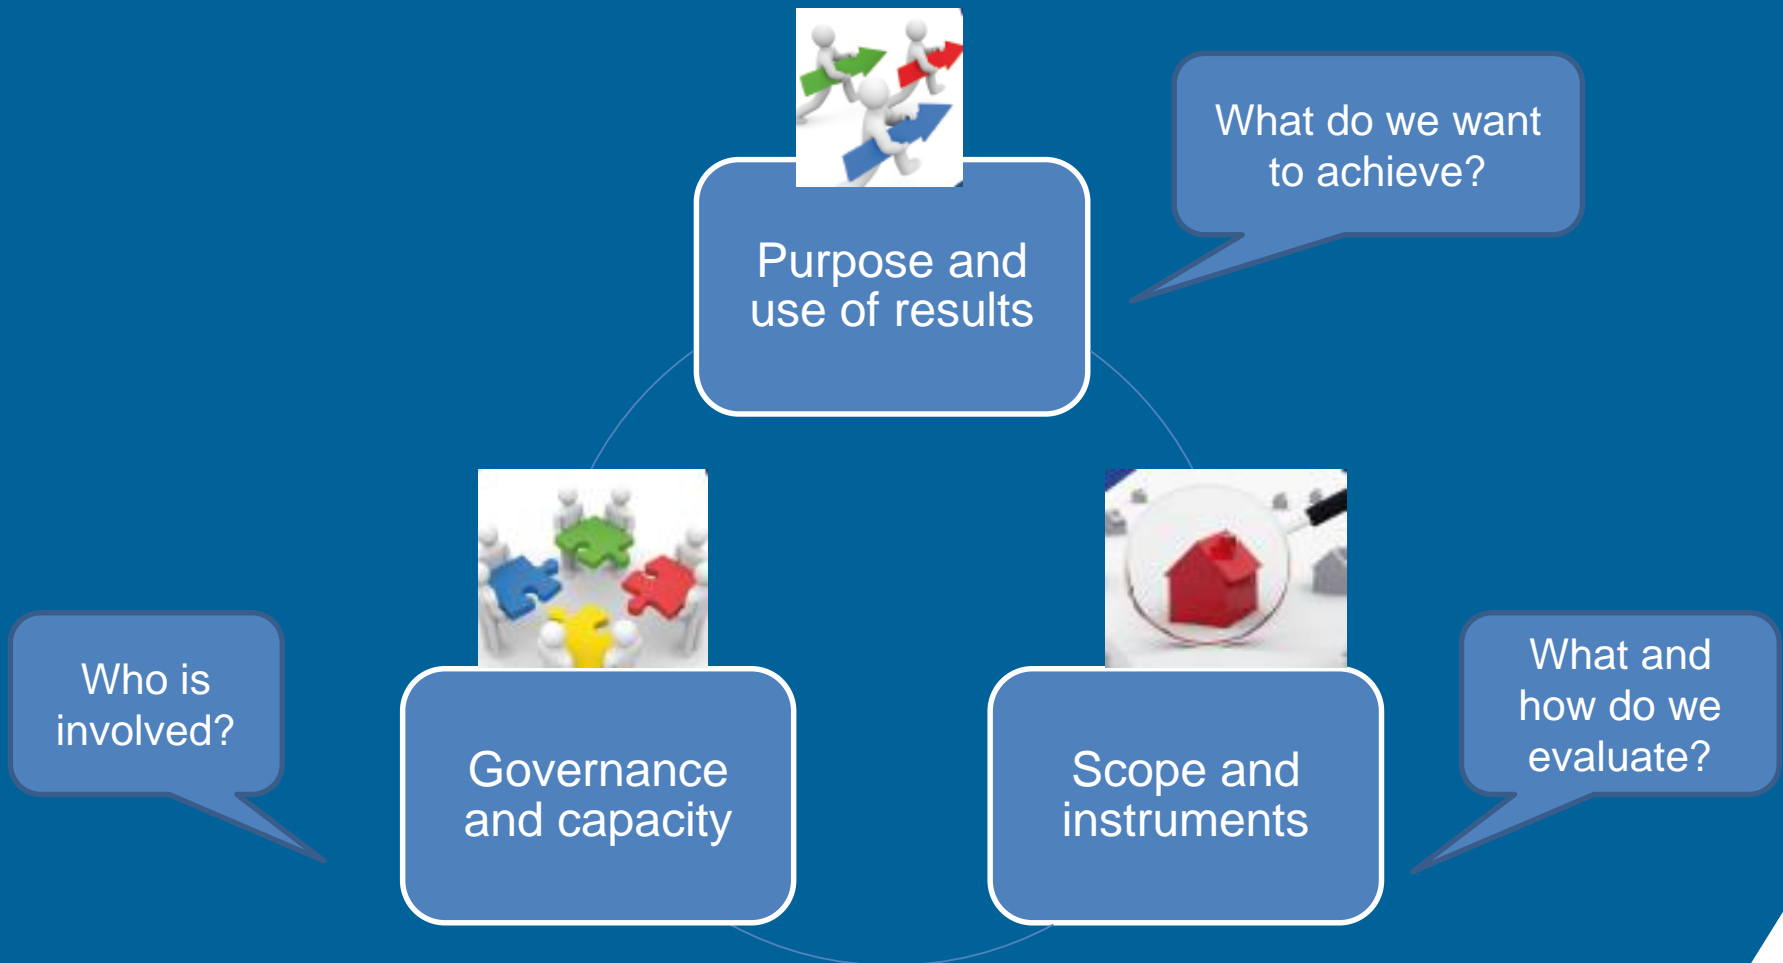 What do we want
to achieve?
Purpose and
use of results
Who is
involved?
Governance
and capacity
Scope and
instruments
What and
how do we
evaluate?